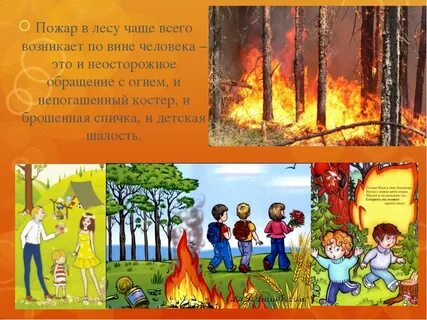 Пожар в лесу чаще всего
возникает по вине человека –
это и неосторожное
обращение с огнем, и
непогашенный костер, и
брошенная спичка, и детская
шалость.